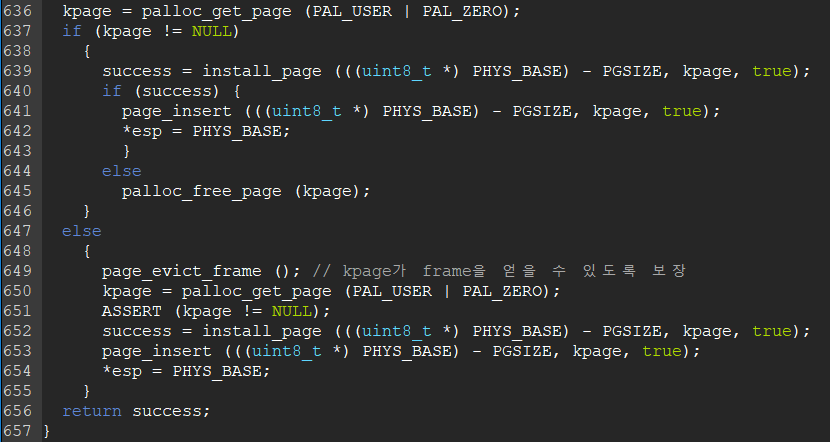 636   kpage = palloc_get_page (PAL_USER | PAL_ZERO);
637   if (kpage != NULL)
638     {
639       success = install_page (((uint8_t *) PHYS_BASE) - PGSIZE, kpage, true);
640       if (success) {
641         page_insert (((uint8_t *) PHYS_BASE) - PGSIZE, kpage, true);
642         *esp = PHYS_BASE;
643         }
644       else
645         palloc_free_page (kpage);
646     }
647   else
648     {
649       page_evict_frame (); // kpage가 frame을 얻을 수 있도록 보장
650       kpage = palloc_get_page (PAL_USER | PAL_ZERO);
651       ASSERT (kpage != NULL);
652       success = install_page (((uint8_t *) PHYS_BASE) - PGSIZE, kpage, true);
653       page_insert (((uint8_t *) PHYS_BASE) - PGSIZE, kpage, true);
654       *esp = PHYS_BASE;
655     }
656   return success;
657 }